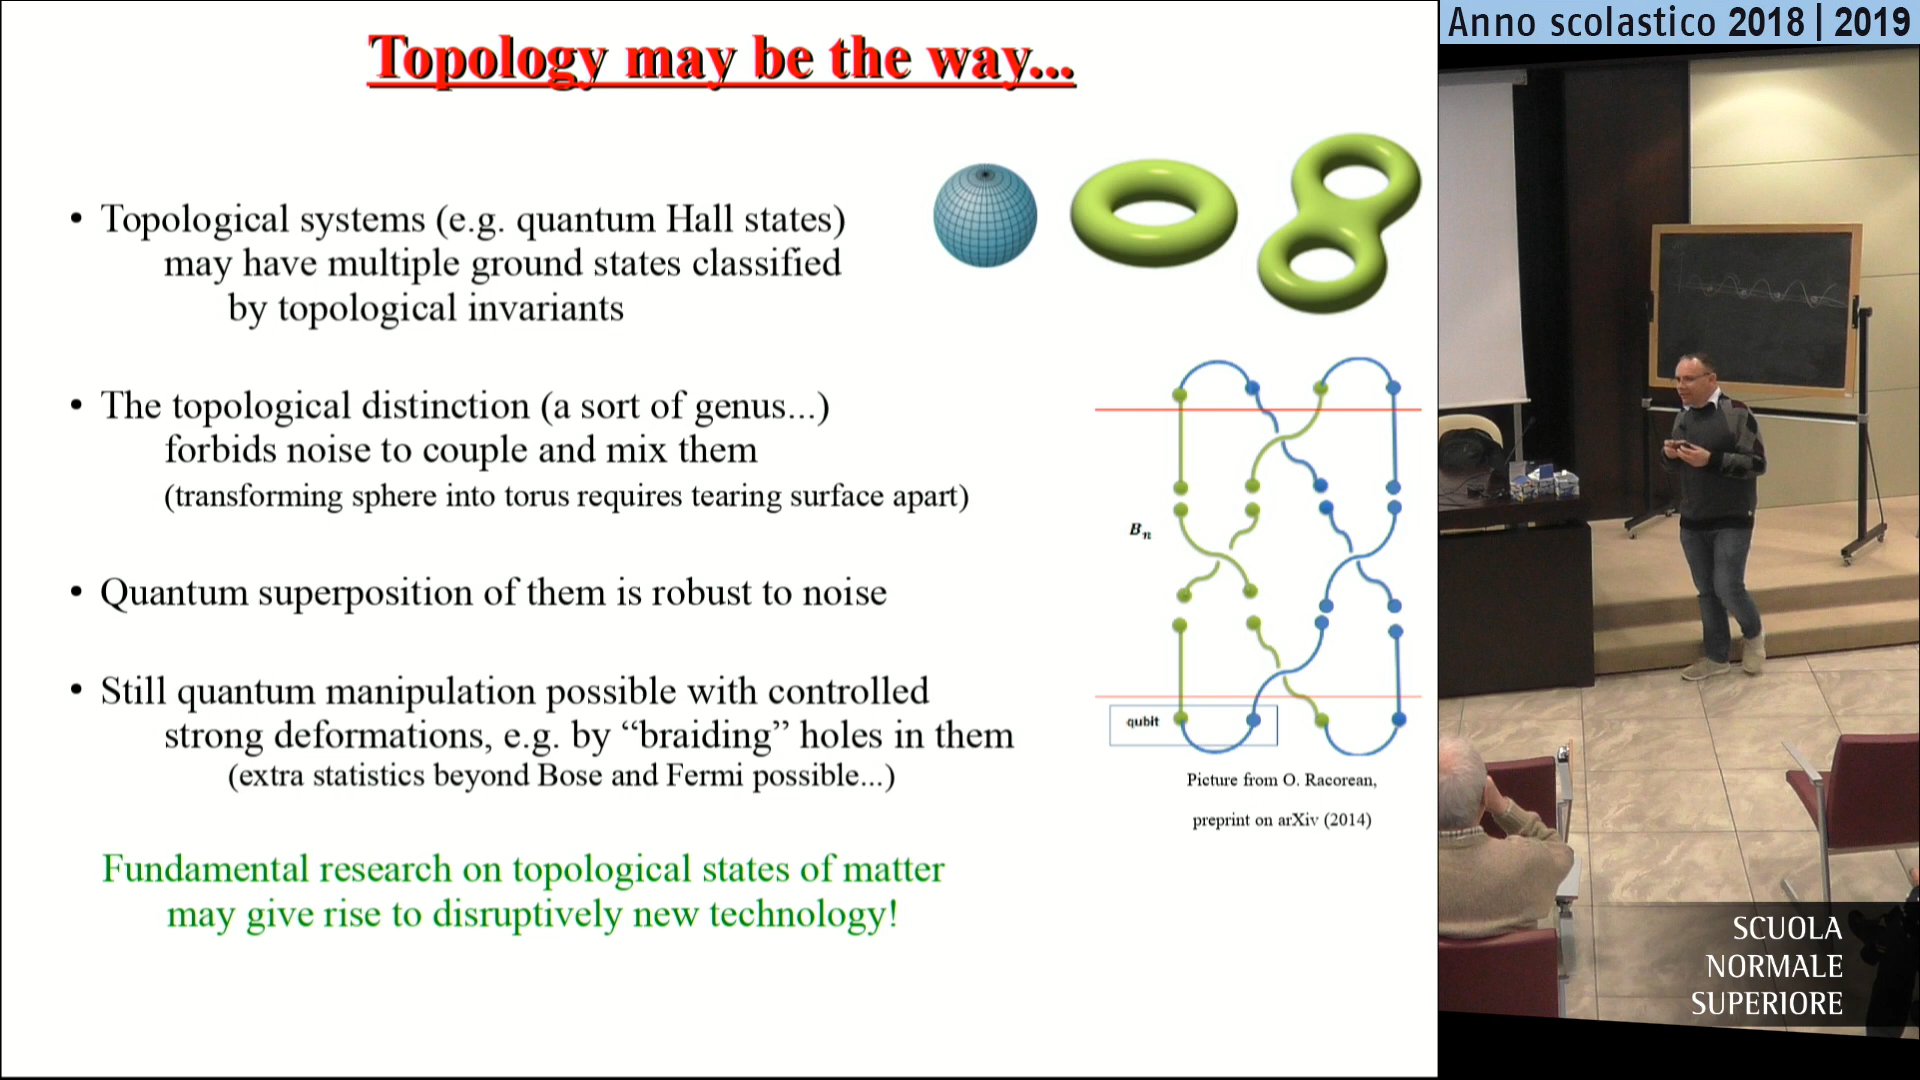 Topology may be the way...
Anno scolastico 2018 | 2019
• Topological systems (e.g. quantum Hall states)
may have multiple ground states classified
by topological invariants
• The topological distinction (a sort of genus...)
forbids noise to couple and mix them
(transforming sphere into torus requires tearing surface apart)
• Quantum superposition of them is robust to noise
• Still quantum manipulation possible with controlled
strong deformations, e.g. by “braiding” holes in them
(extra statistics beyond Bose and Fermi possible...)
Fundamental research on topological states of matter
may give rise to disruptively new technology!
Bn
qubit
Picture from O. Racorean,
preprint on arXiv (2014)
SCUOLA
NORMALE
SUPERIORE